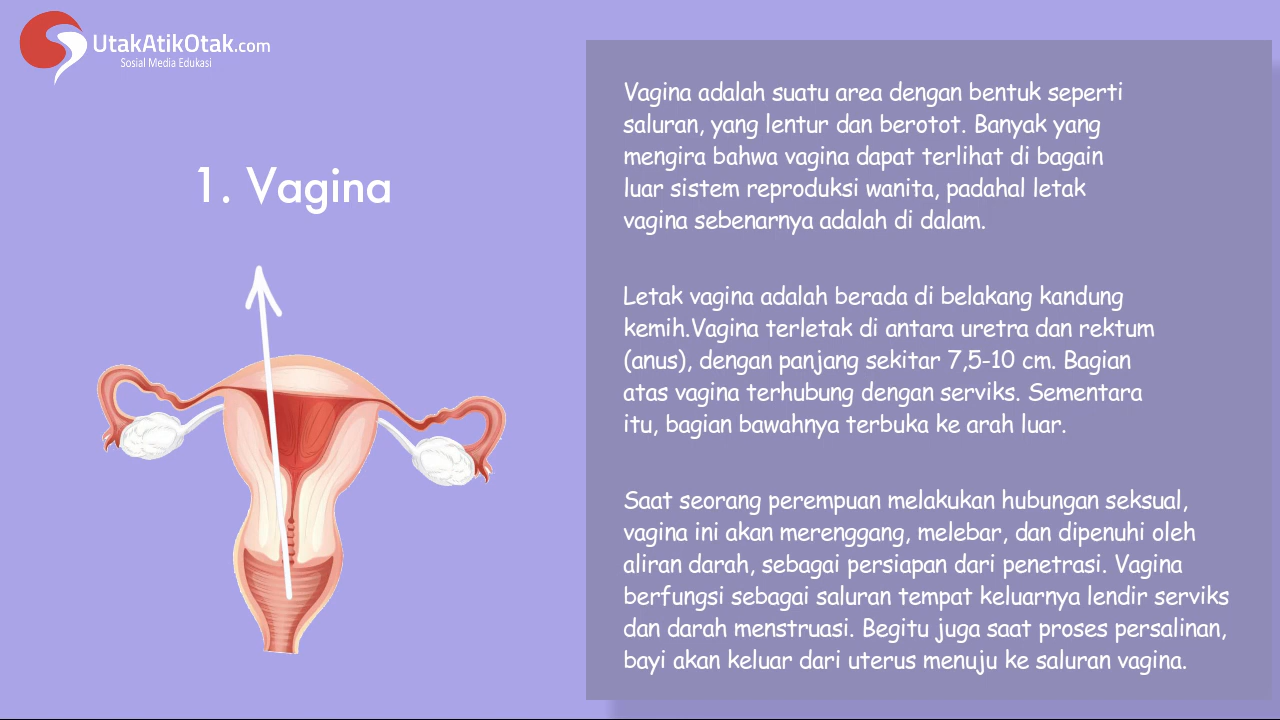 UtakAtikOtak.com
Sosial Media Edukasi
1. Vagina
Vagina adalah suatu area dengan bentuk seperti
saluran, yang lentur dan berotot. Banyak yang
mengira bahwa vagina dapat terlihat di bagain
luar sistem reproduksi wanita, padahal letak
vagina sebenarnya adalah di dalam.
Letak vagina adalah berada di belakang kandung
kemih.Vagina terletak di antara uretra dan rektum
(anus), dengan panjang sekitar 7,5-10 cm. Bagian
atas vagina terhubung dengan serviks. Sementara
itu, bagian bawahnya terbuka ke arah luar.
Saat seorang perempuan melakukan hubungan seksual,
vagina ini akan merenggang, melebar, dan dipenuhi oleh
aliran darah, sebagai persiapan dari penetrasi. Vagina
berfungsi sebagai saluran tempat keluarnya lendir serviks
dan darah menstruasi. Begitu juga saat proses persalinan,
bayi akan keluar dari uterus menuju ke saluran vagina.